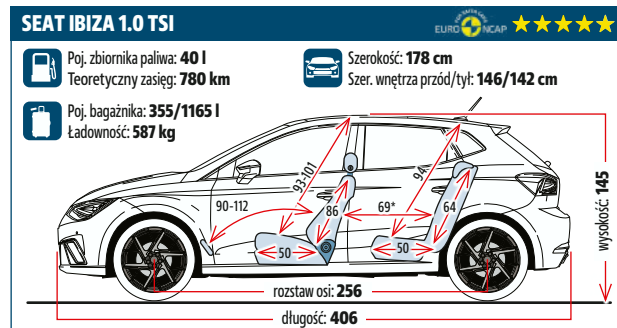 SEAT IBIZA 1.0 TSI
EURO NCAP
Poj. zbiornika paliwa: 40 l
Teoretyczny zasięg: 780 km
Szerokość: 178 cm
Szer. wnętrza przód/tył: 146/142 cm
Poj. bagażnika: 355/1165 l
Ładowność: 587 kg
93-101
94
90-112
86
69*
64
50
50
wysokość: 145
rozstaw osi: 256
długość: 406